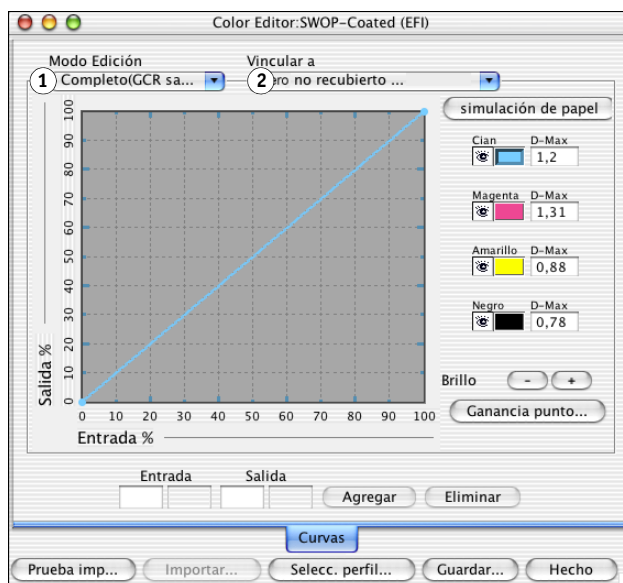 Color Editor:SWOP-Coated (EFI)
Modo Edición Vincular a
1 Completo(GCR sa... 2 ero no recubierto ...
simulación de papel
Cian D-Max
1,2
Magenta D-Max
1,31
Amarillo D-Max
0,88
Negro D-Max
0,78
Brillo - +
Ganancia punto...
Salida %
100
90
80
70
60
50
40
30
20
10
0
0 10 20 30 40 50 60 70 80 90 100
Entrada %
Entrada Salida
Agregar Eliminar
Curvas
Prueba imp... Importar... Selecc. perfil... Guardar... Hecho